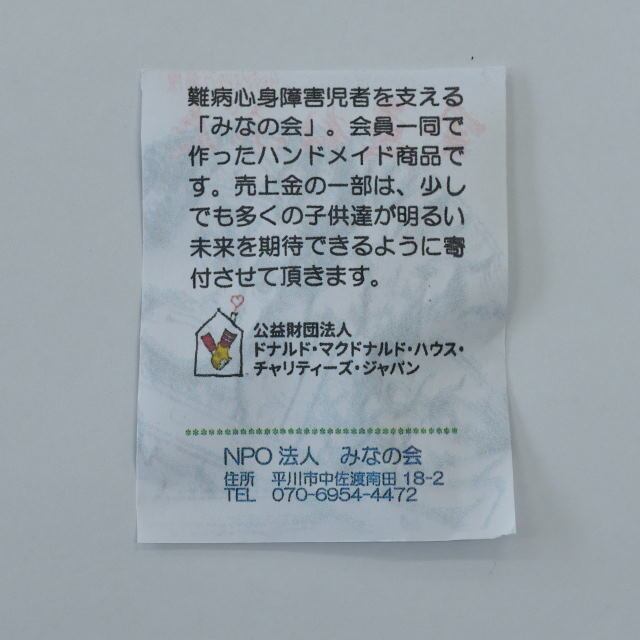 難病心身障害児者を支える
「みなの会」。会員一同で
作ったハンドメイド商品で
す。売上金の一部は、少し
でも多くの子供達が明るい
未来を期待できるように寄
付させて頂きます。
公益財団法人
ドナルド・マクドナルド・ハウス・
チャリティーズ・ジャパン
NPO 法人 みなの会
住所 平川市中佐渡南田 18-2
TEL 070-6954-4472